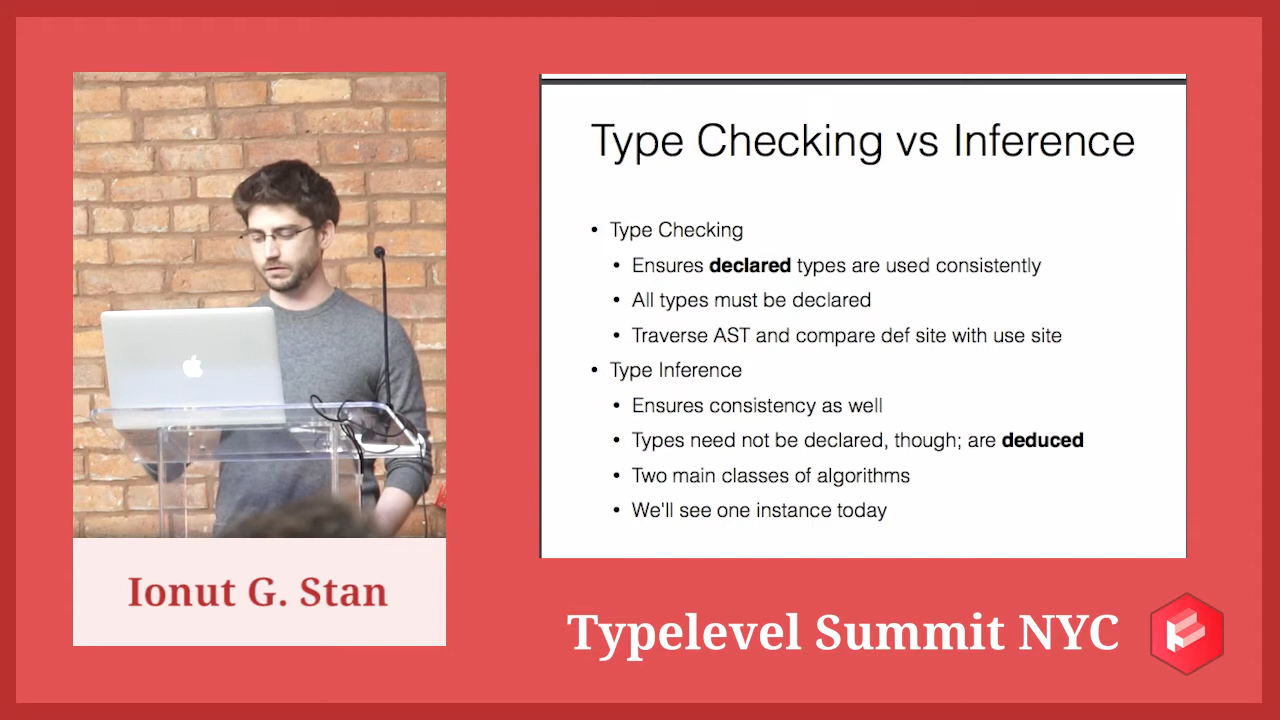 Type Checking vs Inference
• Type Checking
• Ensures declared types are used consistently
• All types must be declared
• Traverse AST and compare def site with use site
• Type Inference
• Ensures consistency as well
• Types need not be declared, though; are deduced
• Two main classes of algorithms
• We'll see one instance today
Ionut G. Stan
Typelevel Summit NYC